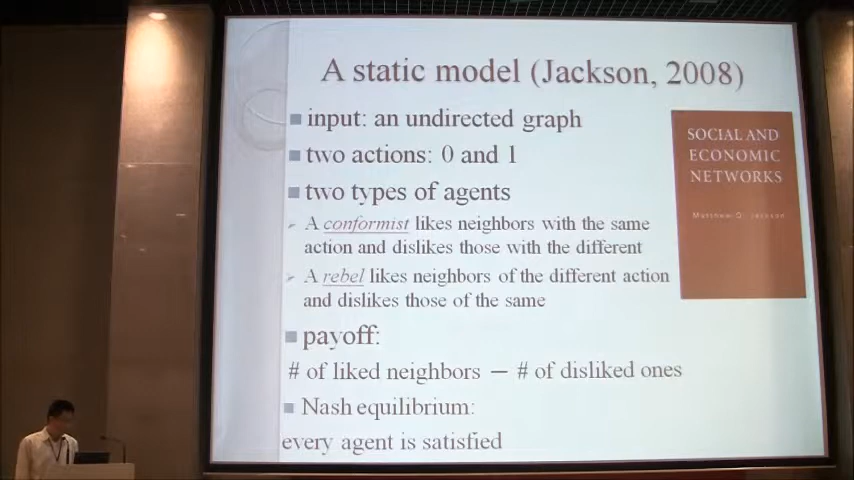 A static model (Jackson, 2008)
input: an undirected graph
two actions: 0 and 1
two types of agents
A conformist likes neighbors with the same
action and dislikes those with the different
A rebel likes neighbors of the different action
and dislikes those of the same
payoff:
# of liked neighbors − # of disliked ones
Nash equilibrium:
every agent is satisfied
SOCIAL AND
ECONOMIC
NETWORKS
Matthew O. Jackson